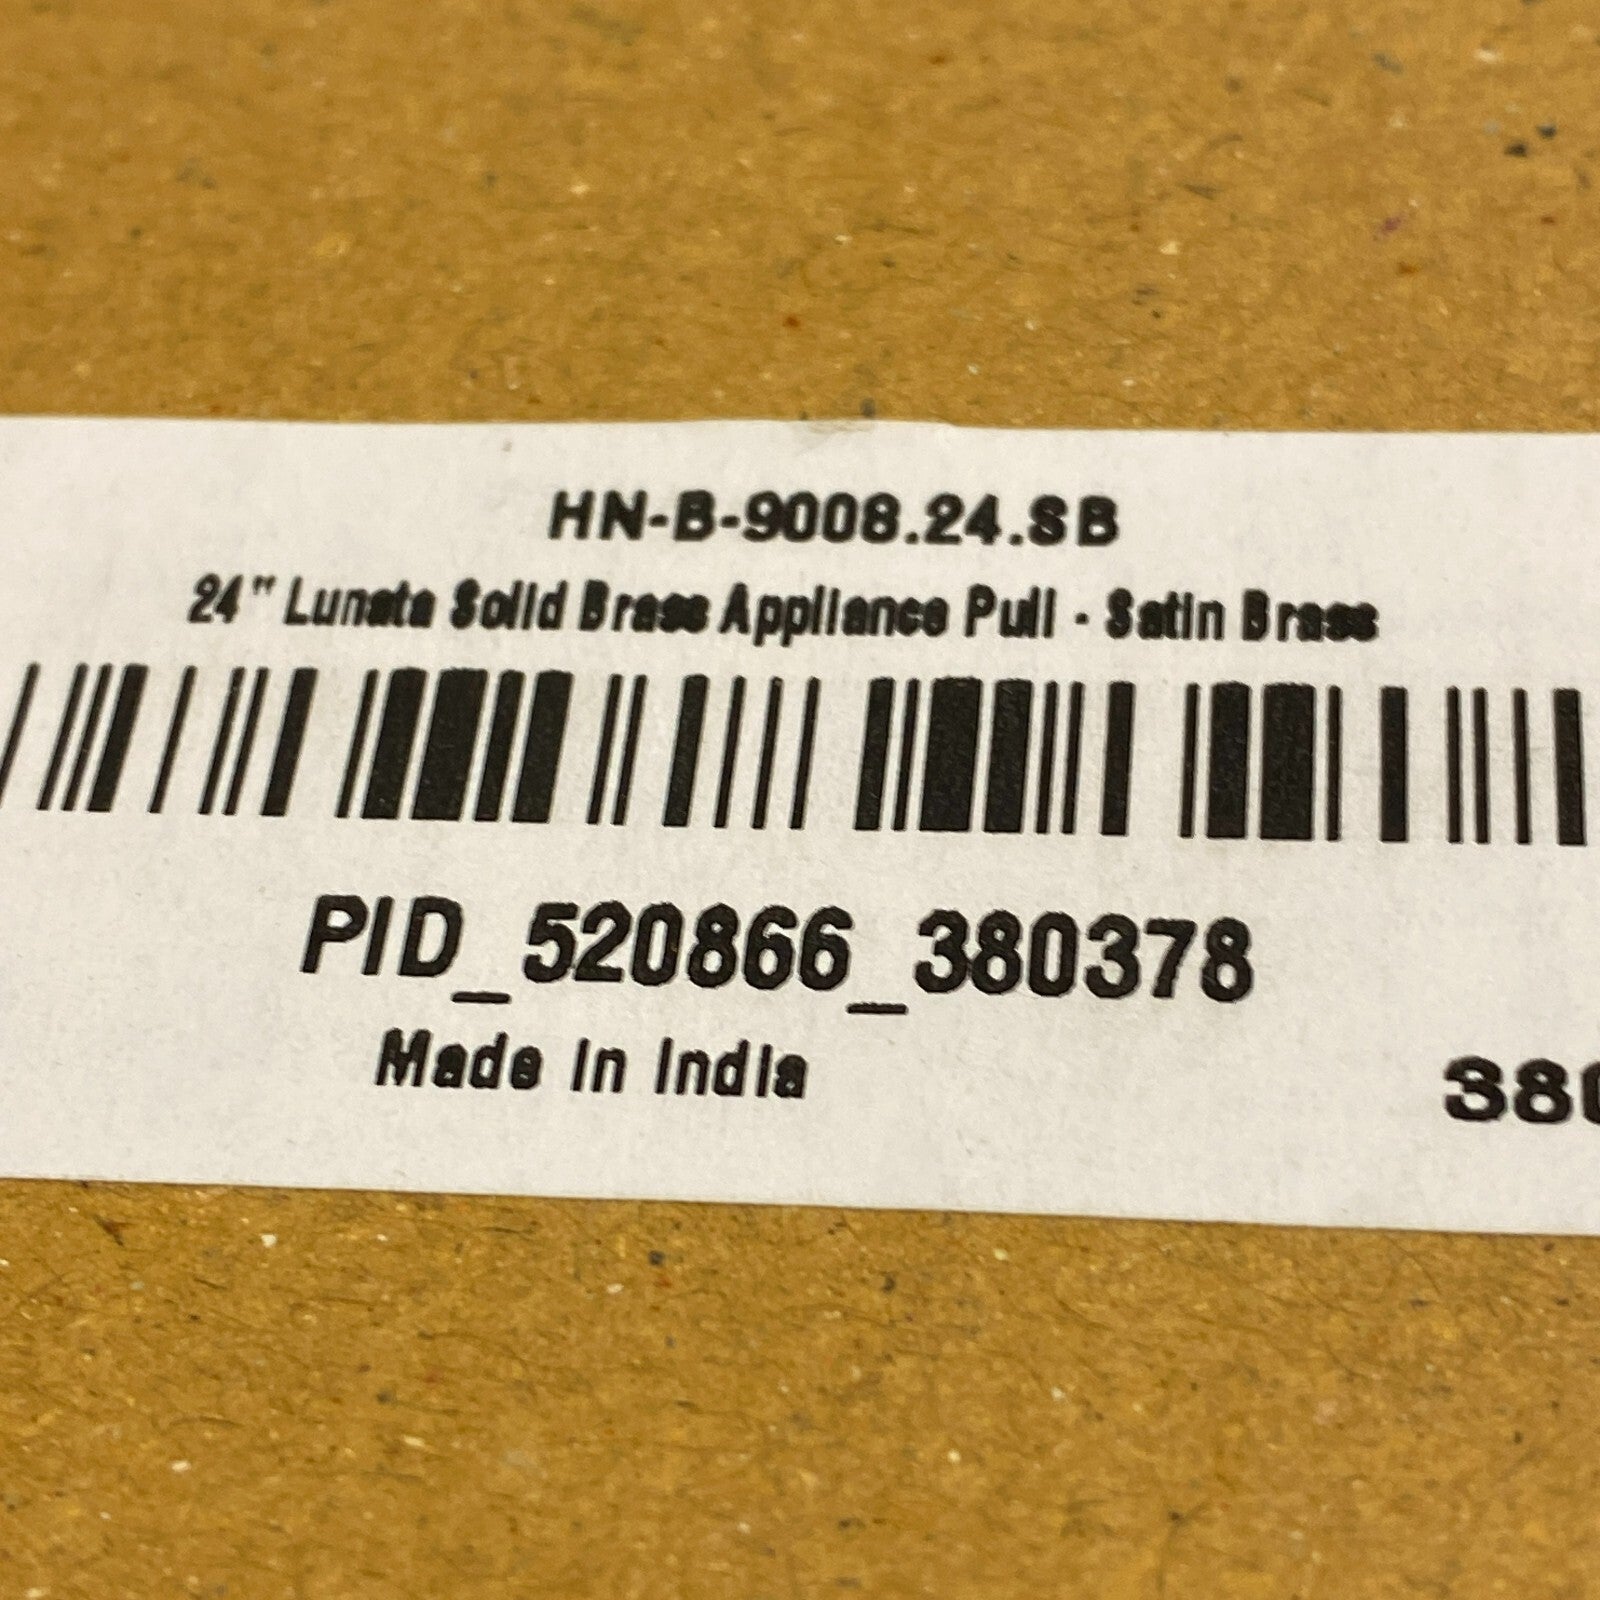 HN-B-9008.24.SB
24" Lunata Solid Brass Appliance Pull - Satin Brass
PID_520866_380378
Made in India
380